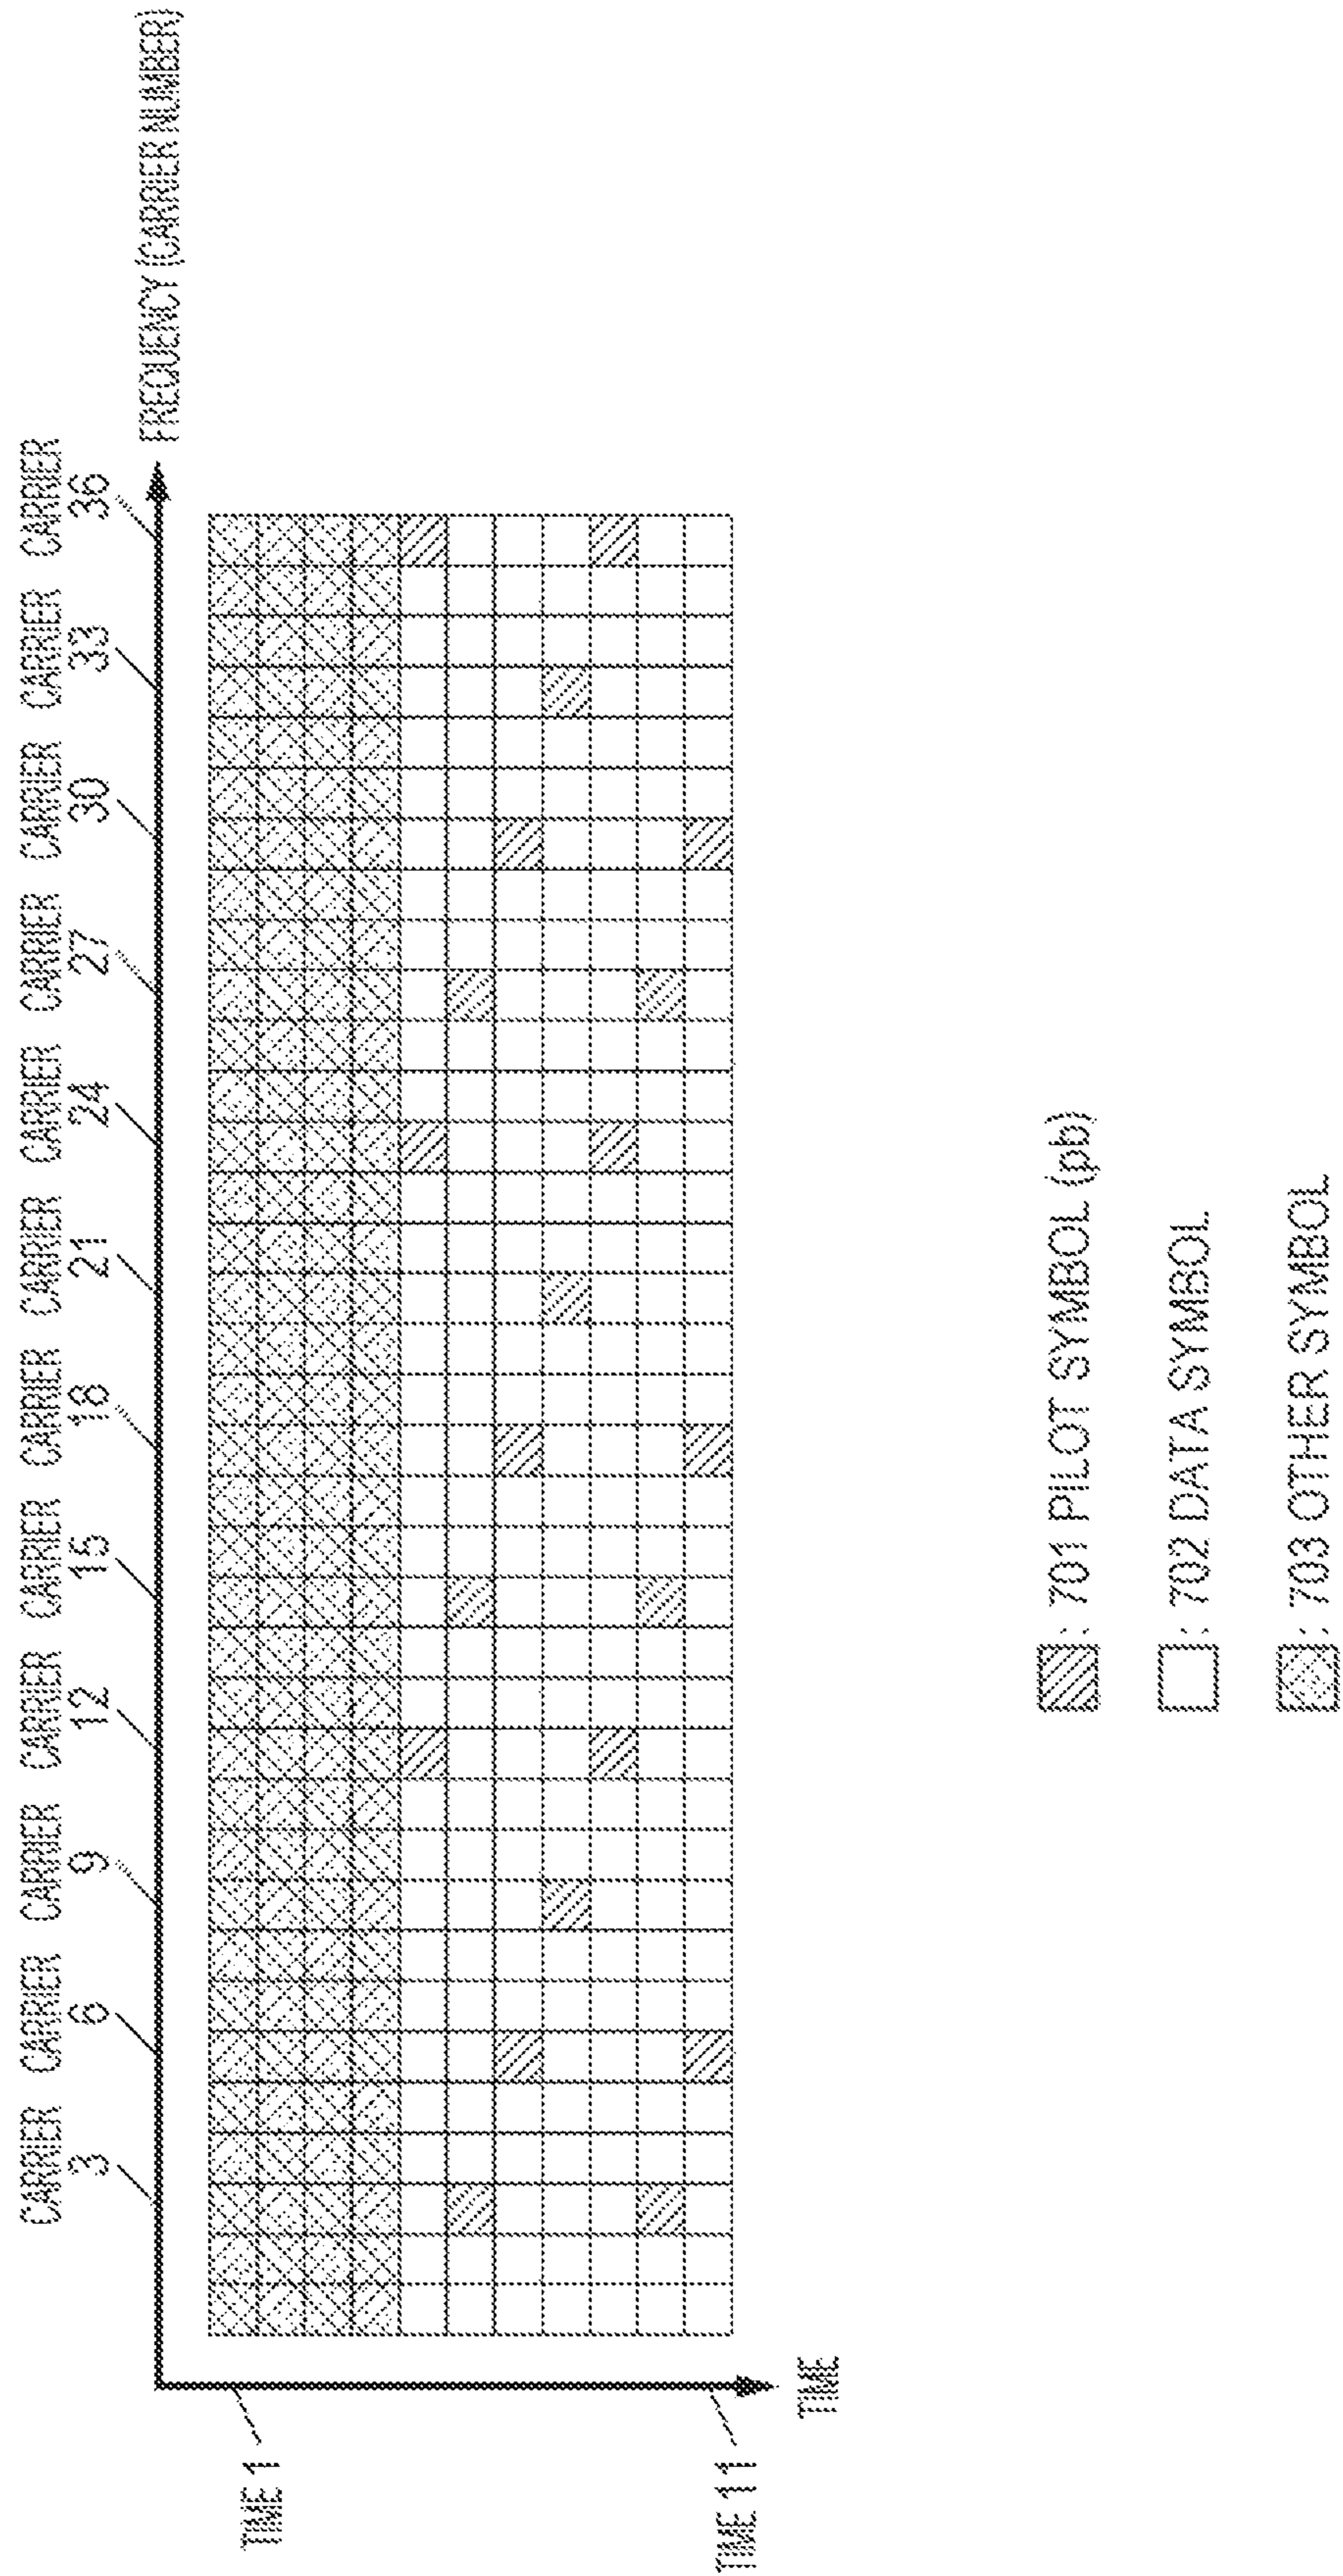 CARRIER 3
CARRIER 6
CARRIER 9
CARRIER 12
CARRIER 15
CARRIER 18
CARRIER 21
CARRIER 24
CARRIER 27
CARRIER 30
CARRIER 33
CARRIER 36
FREQUENCY (CARRIER NUMBER)
TIME 1
TIME 11
TIME
: 701 PILOT SYMBOL (pb)
: 702 DATA SYMBOL
: 703 OTHER SYMBOL